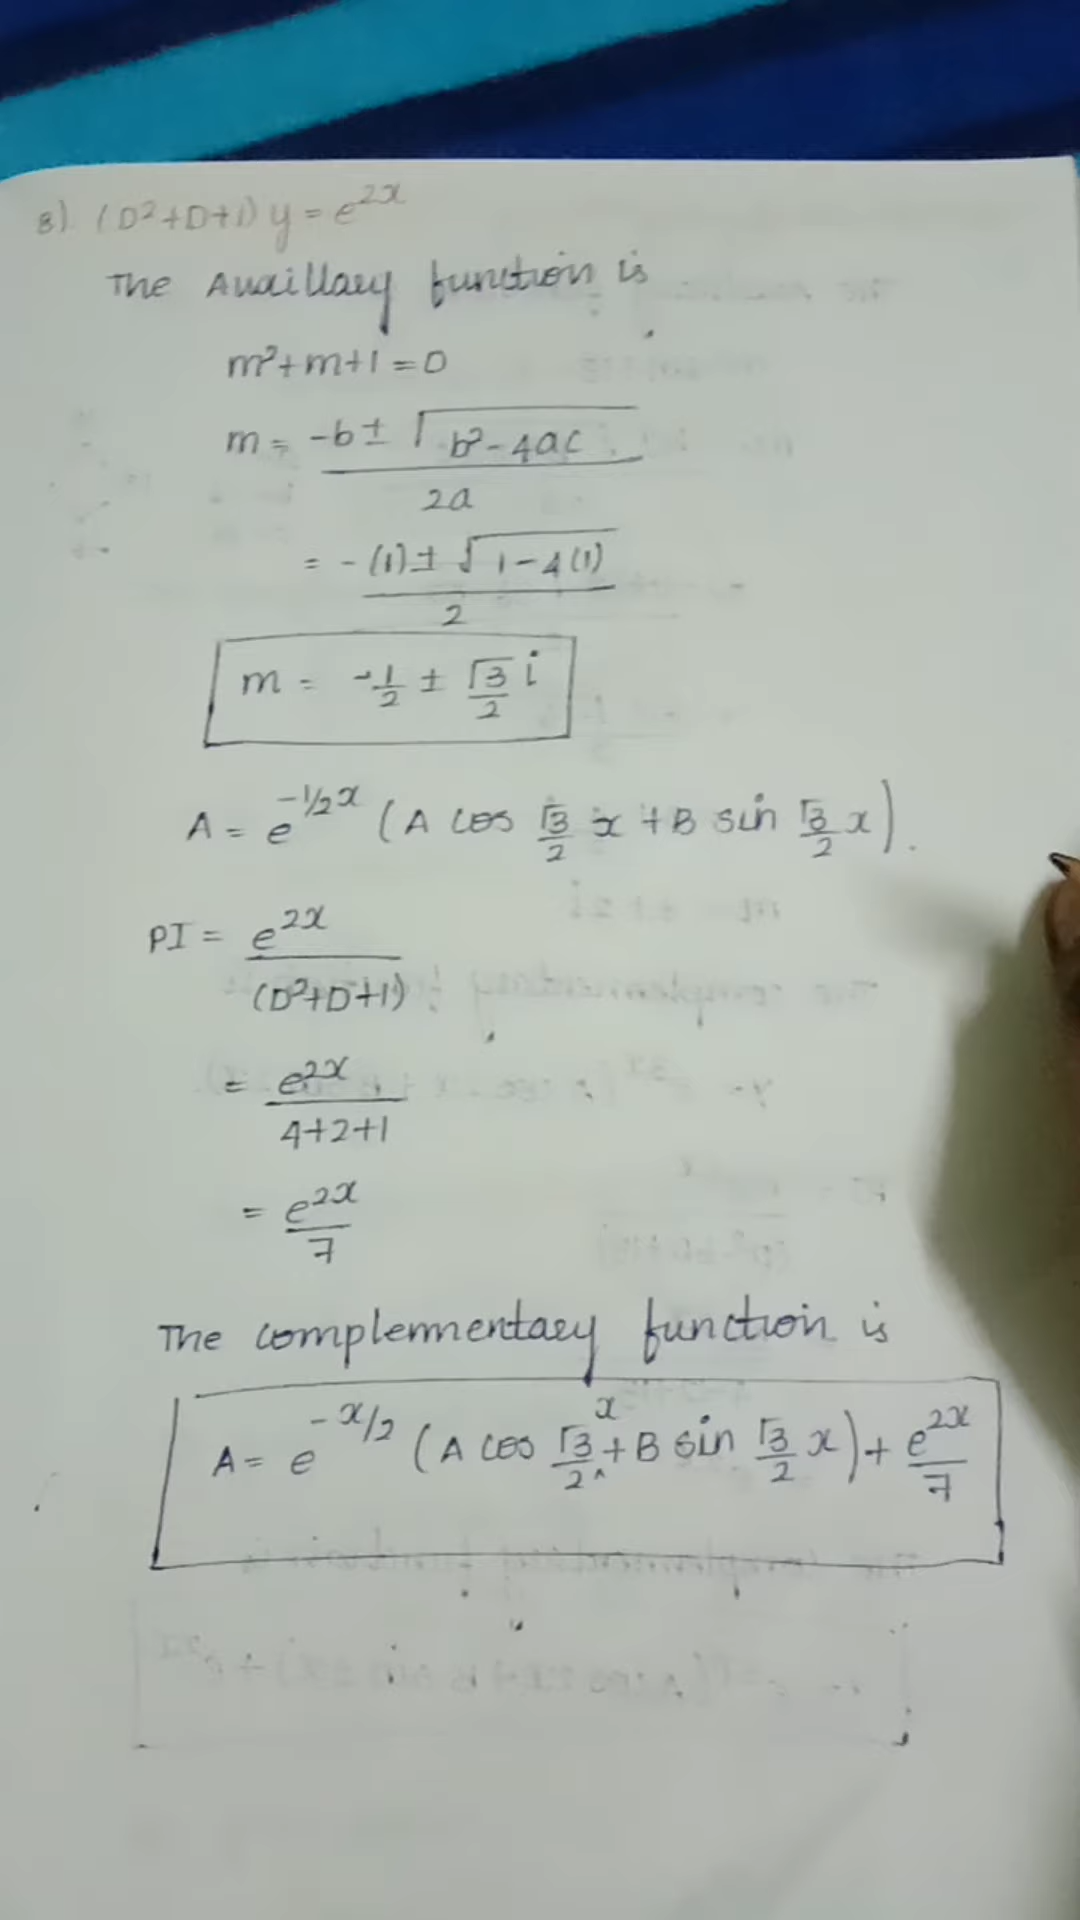 8) (D²+D+1) y = e^2x
The Auxillary function is
m²+m+1 = 0
m = -b ± √b²-4ac
2a
= -(1) ± √1-4(1)
2
m = -1/2 ± √3/2 i
A = e^-1/2x (A cos √3/2 x + B sin √3/2 x).
PI = e^2x
(D²+D+1)
= e^2x
4+2+1
= e^2x
7
The complementary function is
A = e^-x/2 (A cos √3/2 x + B sin √3/2 x) + e^2x/7